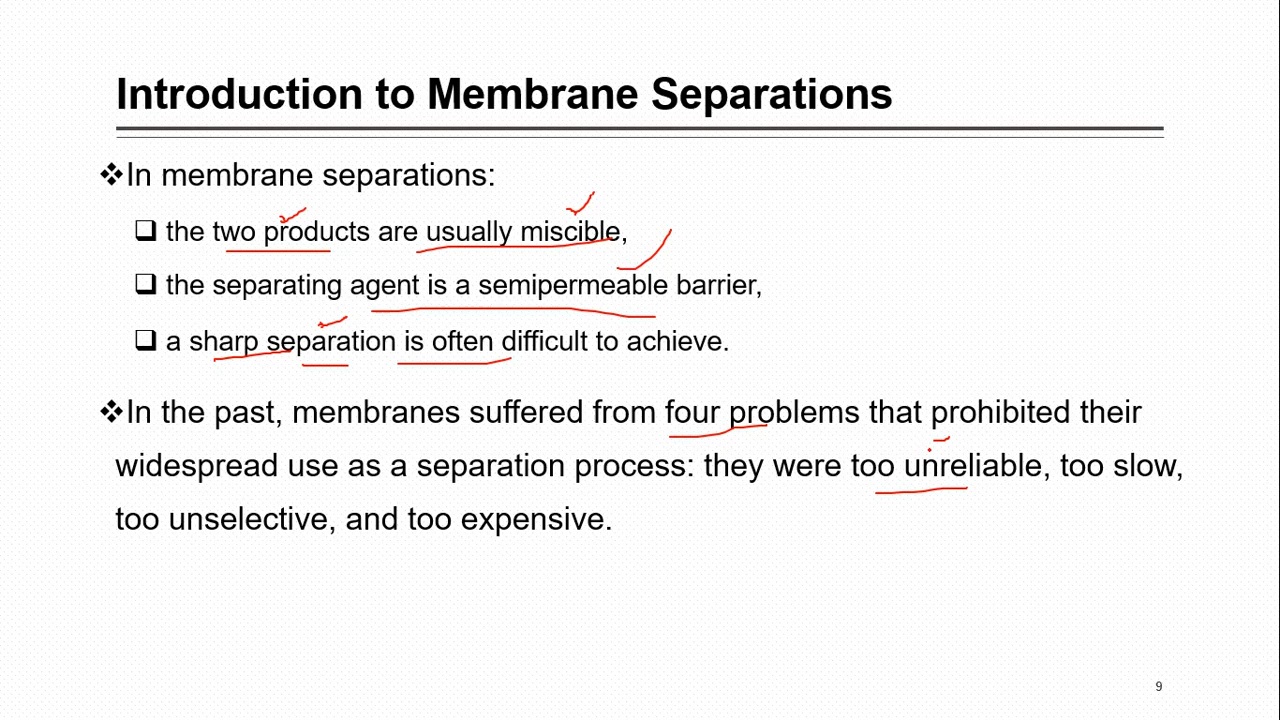 Introduction to Membrane Separations
❖In membrane separations:
❑ the two products are usually miscible,
❑ the separating agent is a semipermeable barrier,
❑ a sharp separation is often difficult to achieve.
❖In the past, membranes suffered from four problems that prohibited their
widespread use as a separation process: they were too unreliable, too slow,
too unselective, and too expensive.
9